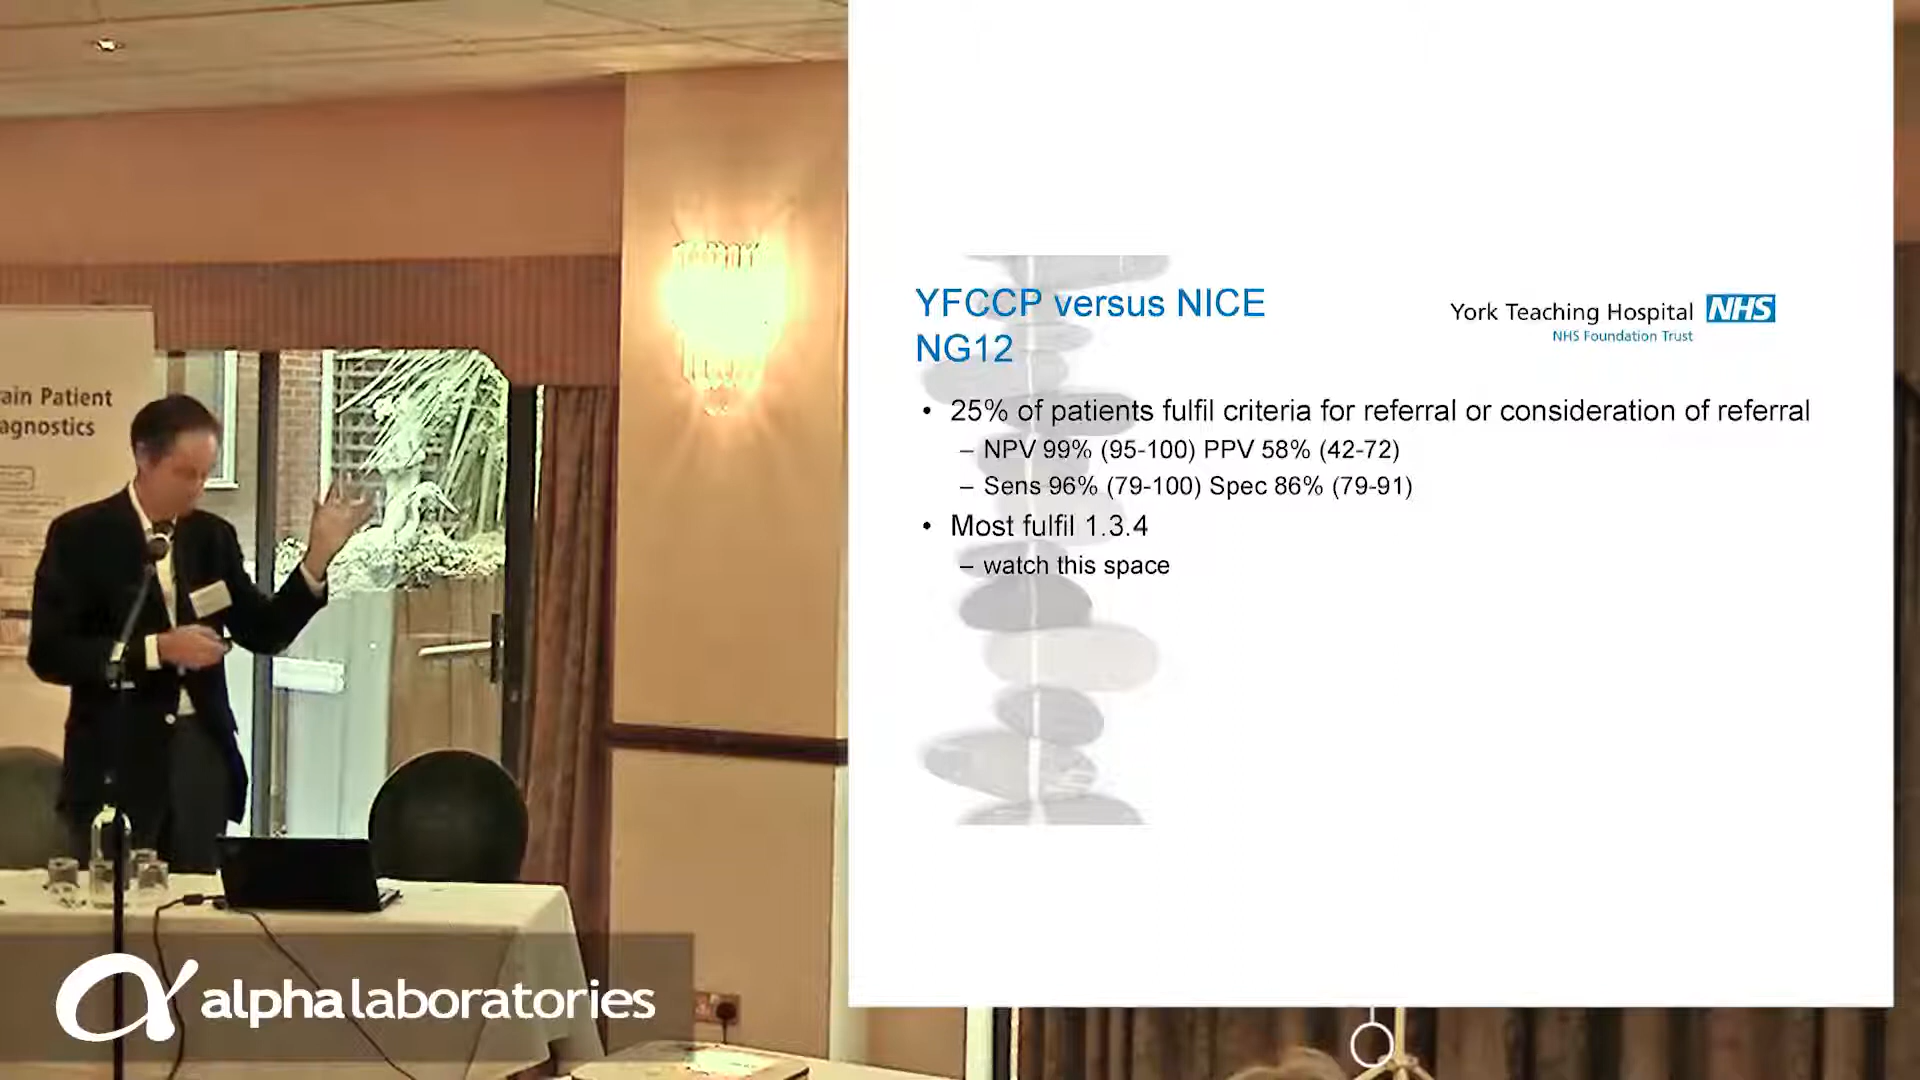 ain Patient
agnostics
YFCCP versus NICE
NG12
York Teaching Hospital NHS
NHS Foundation Trust
• 25% of patients fulfil criteria for referral or consideration of referral
– NPV 99% (95-100) PPV 58% (42-72)
– Sens 96% (79-100) Spec 86% (79-91)
• Most fulfil 1.3.4
– watch this space
alphalaboratories